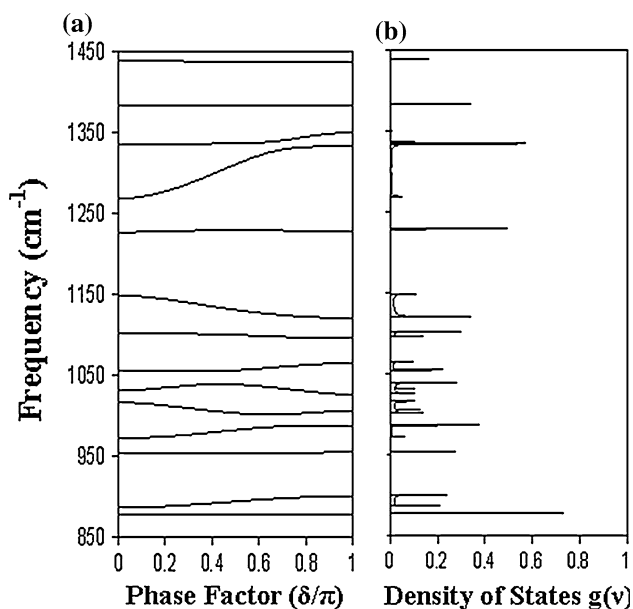 (a)
(b)
Frequency (cm⁻¹)
1450
1350
1250
1150
1050
950
850
0 0.2 0.4 0.6 0.8 1
0 0.2 0.4 0.6 0.8 1
Phase Factor (δ/π)
Density of States g(ν)